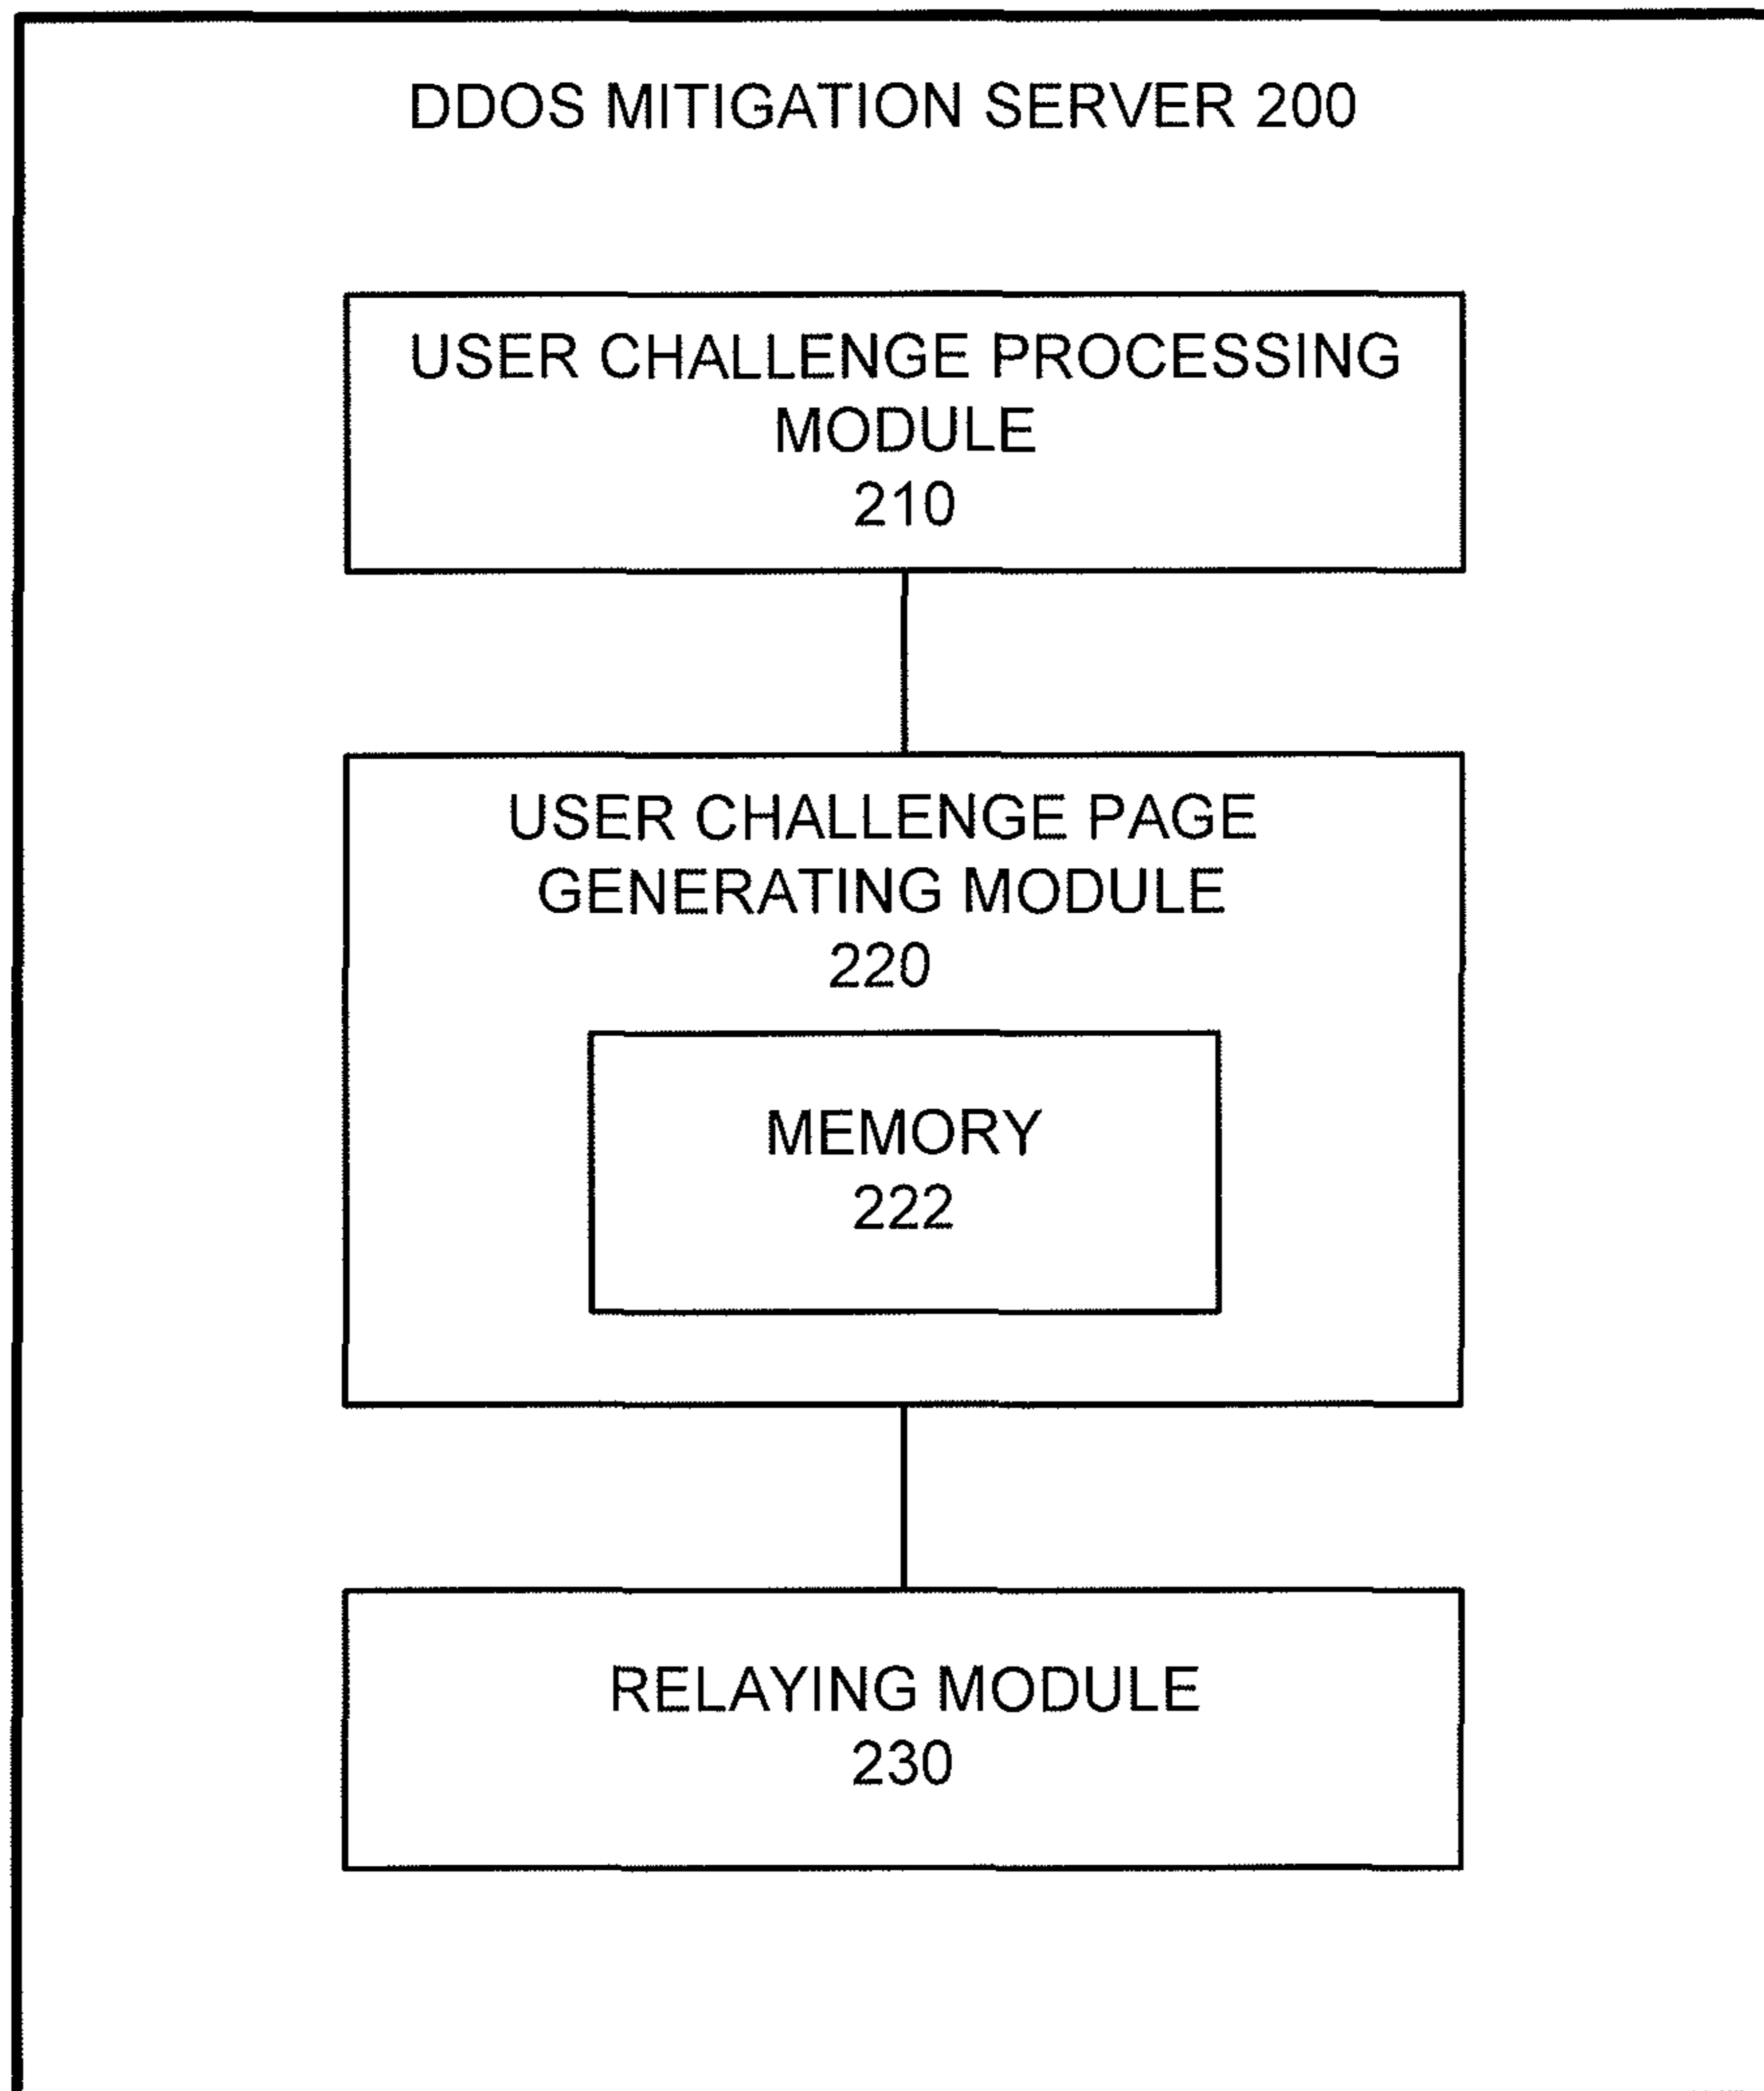 DDOS MITIGATION SERVER 200
USER CHALLENGE PROCESSING
MODULE
210
USER CHALLENGE PAGE
GENERATING MODULE
220
MEMORY
222
RELAYING MODULE
230